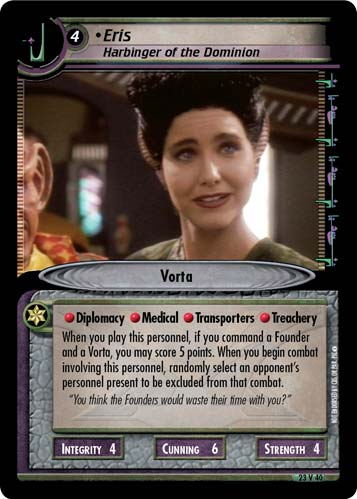 4
•Eris
Harbinger of the Dominion
Vorta
• Diplomacy • Medical • Transporters • Treachery
When you play this personnel, if you command a Founder
and a Vorta, you may score 5 points. When you begin combat
involving this personnel, randomly select an opponent's
personnel present to be excluded from that combat.
"You think the Founders would waste their time with you?"
INTEGRITY 4 CUNNING 6 STRENGTH 4
23 V 40